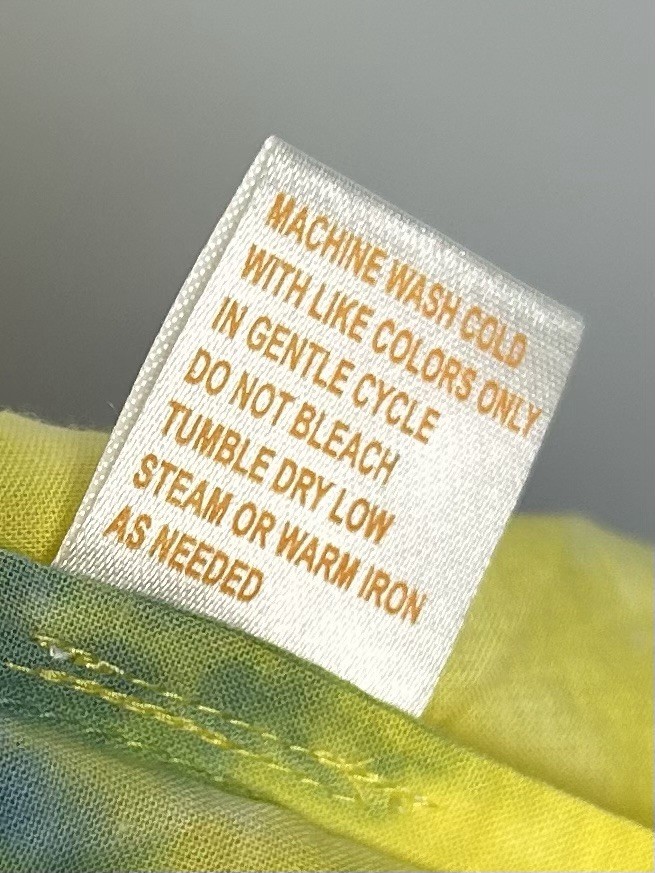 MACHINE WASH COLD
WITH LIKE COLORS ONLY
IN GENTLE CYCLE
DO NOT BLEACH
TUMBLE DRY LOW
STEAM OR WARM IRON
AS NEEDED